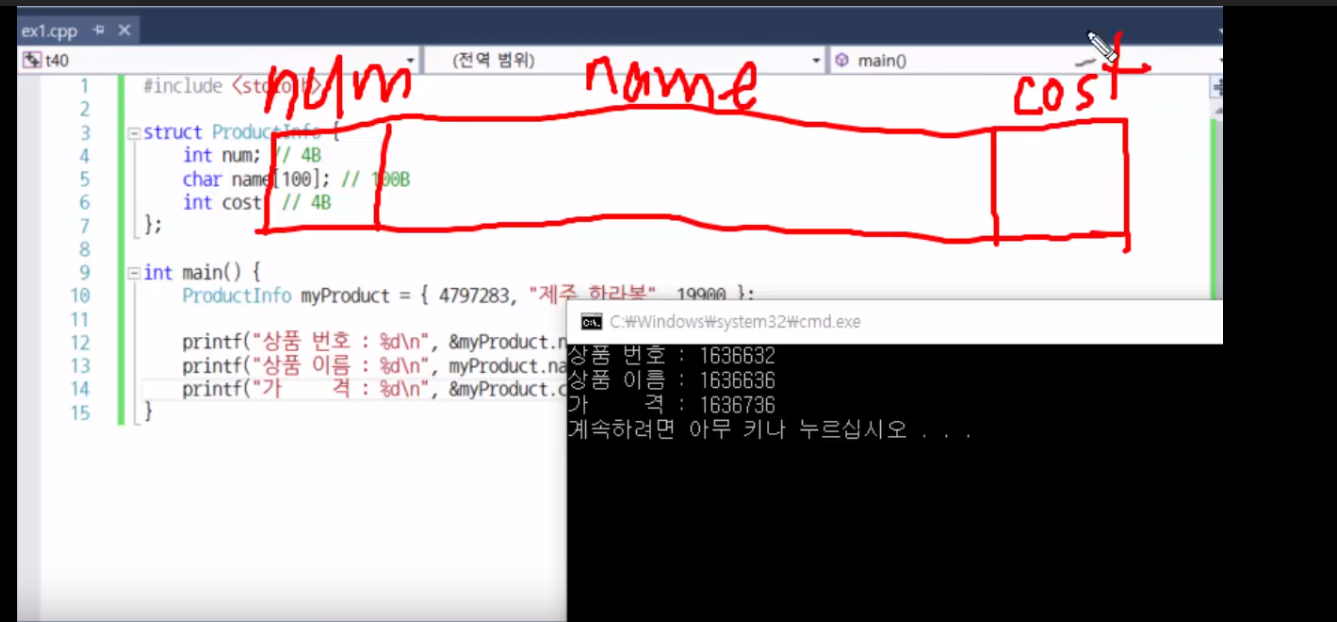 ex1.cpp
t40 (전역 범위) main()
num name cost
1 #include <stdio.h>
2
3 struct ProductInfo {
4 int num; // 4B
5 char name[100]; // 100B
6 int cost // 4B
7 };
8
9 int main() {
10 ProductInfo myProduct = { 4797283, "제주 한라봉", 19900 };
11
12 printf("상품 번호 : %d\n", &myProduct.n
13 printf("상품 이름 : %d\n", myProduct.na
14 printf("가 격 : %d\n", &myProduct.c
15 }
C:\Windows\system32\cmd.exe
상품 번호 : 1636632
상품 이름 : 1636636
가 격 : 1636736
계속하려면 아무 키나 누르십시오 . . .